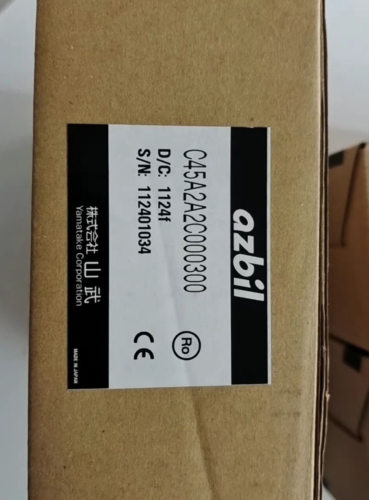 azbil
C45A2A2C000300
D/C: 1124f
S/N: 112401034
Ro
CE
株式会社 山武
Yamatake Corporation
MADE IN JAPAN